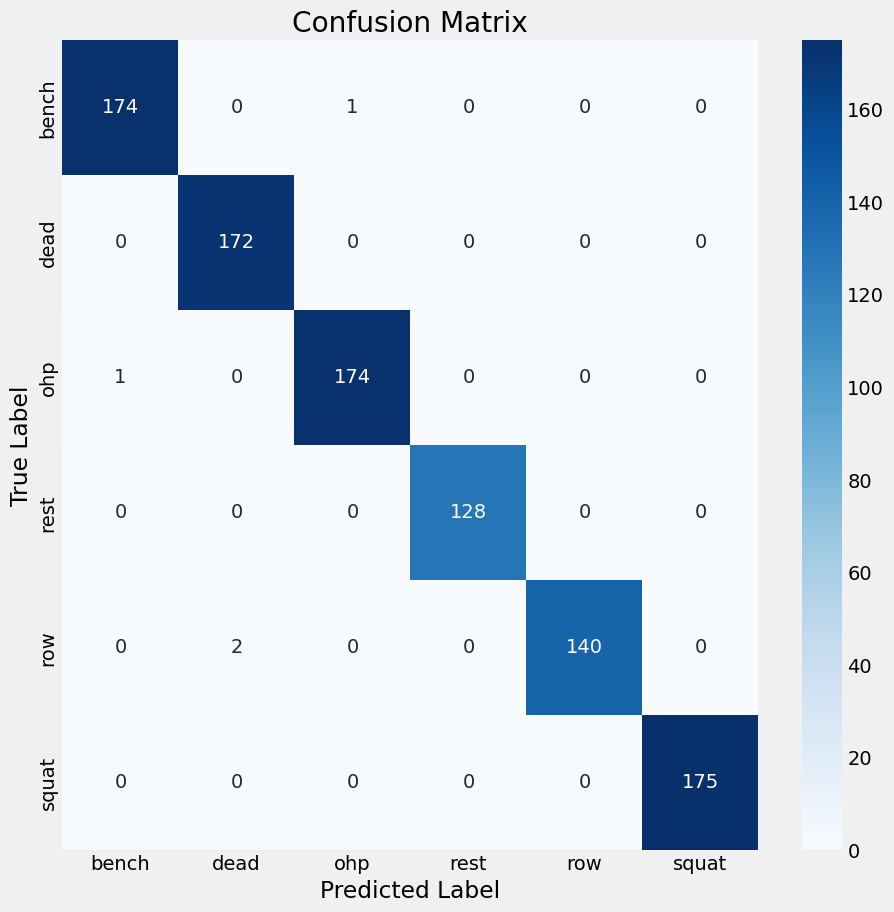 Confusion Matrix
bench 174 0 1 0 0 0
dead 0 172 0 0 0 0
ohp 1 0 174 0 0 0
rest 0 0 0 128 0 0
row 0 2 0 0 140 0
squat 0 0 0 0 0 175
bench dead ohp rest row squat
True Label
Predicted Label
160
140
120
100
80
60
40
20
0